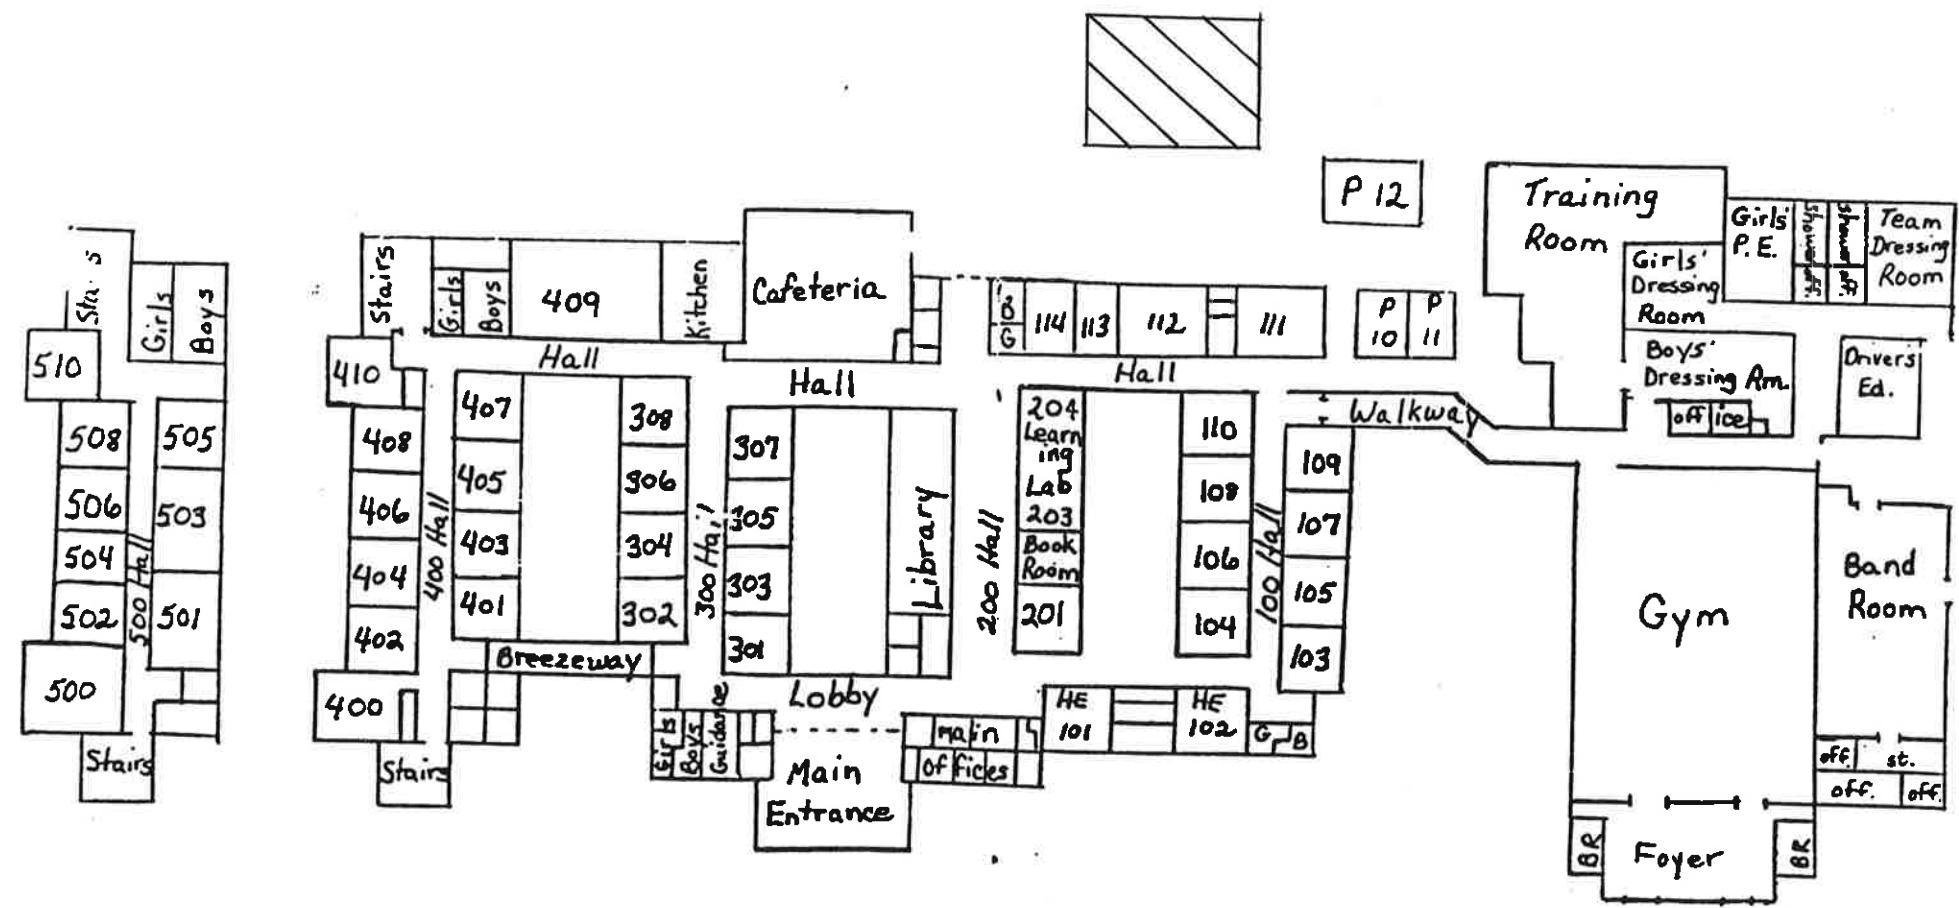 Stairs
Girls
Boys
510
508
505
506
503
504
500 Hall
502
501
500
Stairs
Stairs
Girls
Boys
409
Kitchen
Cafeteria
Hall
Hall
410
407
308
408
405
306
307
406
400 Hall
403
304
300 Hall
305
404
401
302
303
402
301
Library
Breezeway
400
Stairs
Lobby
Girls
Boys
Guidance
Main
Offices
Main
Entrance
B
G
114
113
112
111
Hall
200 Hall
204
Learn
ing
Lab
203
Book
Room
201
110
108
106
104
100 Hall
109
107
105
103
HE
101
HE
102
G
B
P 12
P
10
P
11
Walkway
Training
Room
Girls'
P.E.
Showers
off.
Showers
off.
Team
Dressing
Room
Girls'
Dressing
Room
Boys'
Dressing Rm.
office
Drivers
Ed.
Gym
Band
Room
off.
st.
off.
off.
BR
Foyer
BR